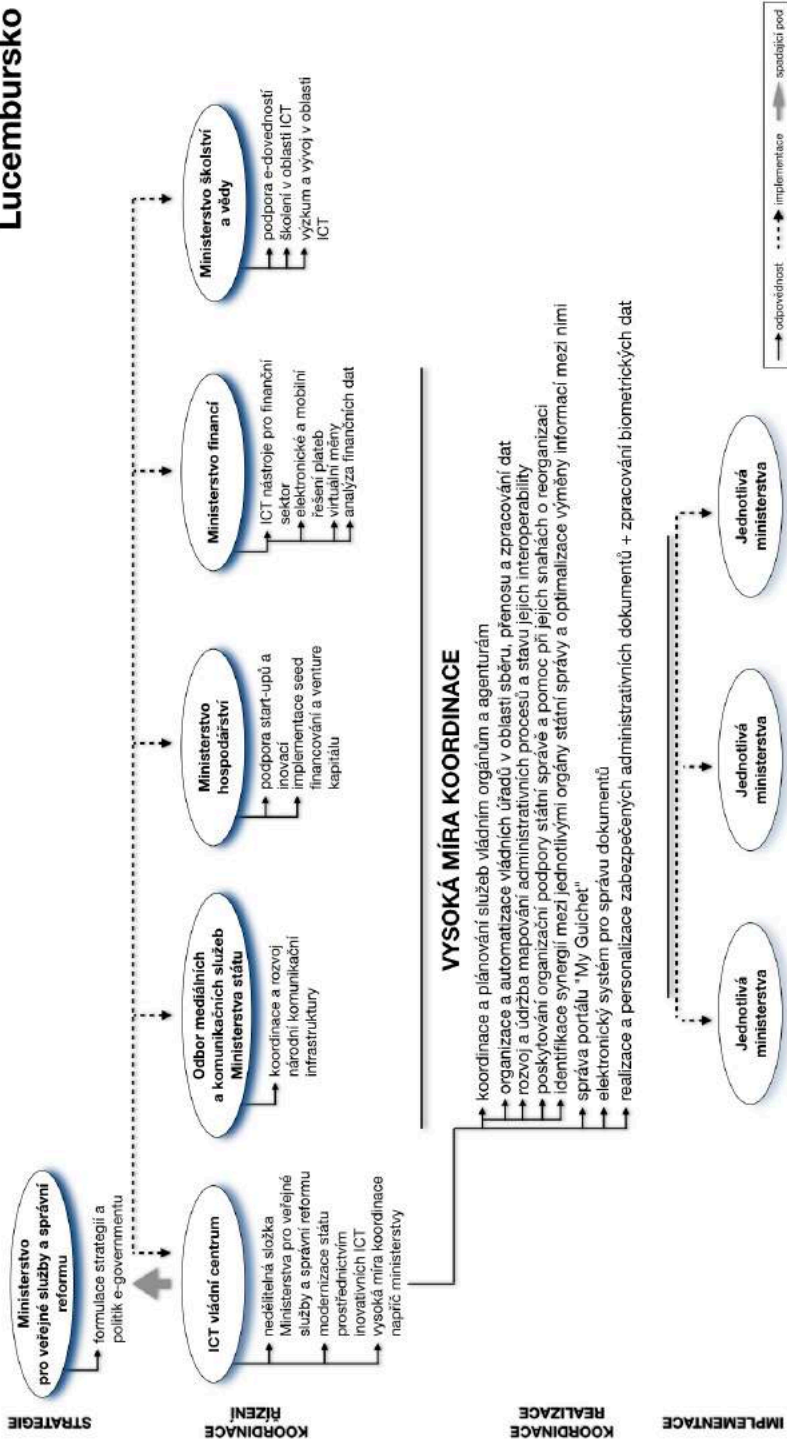 Lucembursko
STRATEGIE
Ministerstvo
pro veřejné služby a správní
reformu
formulace strategií a
politik e-governmentu
KOORDINACE
ŘÍZENÍ
ICT vládní centrum
nedělitelná složka
Ministerstva pro veřejné
služby a správní reformu
modernizace státu
prostřednictvím
inovativních ICT
vysoká míra koordinace
napříč ministerstvy
Odbor mediálních
a komunikačních služeb
Ministerstva státu
koordinace a rozvoj
národní komunikační
infrastruktury
Ministerstvo
hospodářství
podpora start-upů a
inovací
implementace seed
financování a venture
kapitálu
Ministerstvo financí
ICT nástroje pro finanční
sektor
elektronické a mobilní
řešení plateb
virtuální měny
analýza finančních dat
Ministerstvo školství
a vědy
podpora e-dovedností
školení v oblasti ICT
výzkum a vývoj v oblasti
ICT
KOORDINACE
REALIZACE
VYSOKÁ MÍRA KOORDINACE
koordinace a plánování služeb vládním orgánům a agenturám
organizace a automatizace vládních úřadů v oblasti sběru, přenosu a zpracování dat
rozvoj a údržba mapování administrativních procesů a stavu jejich interoperability
poskytování organizační podpory státní správě a pomoc při jejich snahách o reorganizaci
identifikace synergií mezi jednotlivými orgány státní správy a optimalizace výměny informací mezi nimi
správa portálu "My Guichet"
elektronický systém pro správu dokumentů
realizace a personalizace zabezpečených administrativních dokumentů + zpracování biometrických dat
IMPLEMENTACE
Jednotlivá
ministerstva
Jednotlivá
ministerstva
Jednotlivá
ministerstva
odpovědnost
implementace
spadající pod